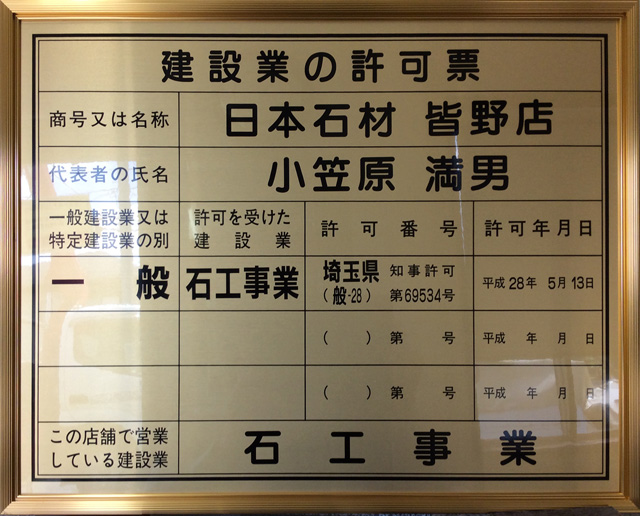 建設業の許可票
商号又は名称 日本石材 皆野店
代表者の氏名 小笠原 満男
一般建設業又は
特定建設業の別
許可を受けた
建設業
許可番号
許可年月日
一般
石工事業
埼玉県 知事許可
(般-28) 第69534号
平成28年 5月13日
( ) 第 号
平成 年 月 日
( ) 第 号
平成 年 月 日
この店舗で営業
している建設業
石工事業